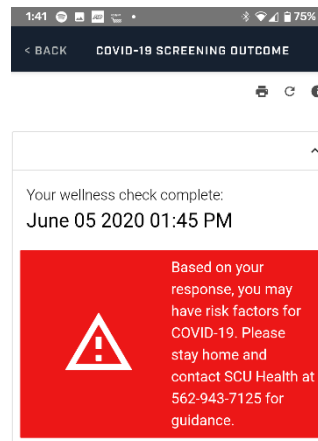 1:41
75%
< BACK COVID-19 SCREENING OUTCOME
Your wellness check complete:
June 05 2020 01:45 PM
Based on your
response, you may
have risk factors for
COVID-19. Please
stay home and
contact SCU Health at
562-943-7125 for
guidance.